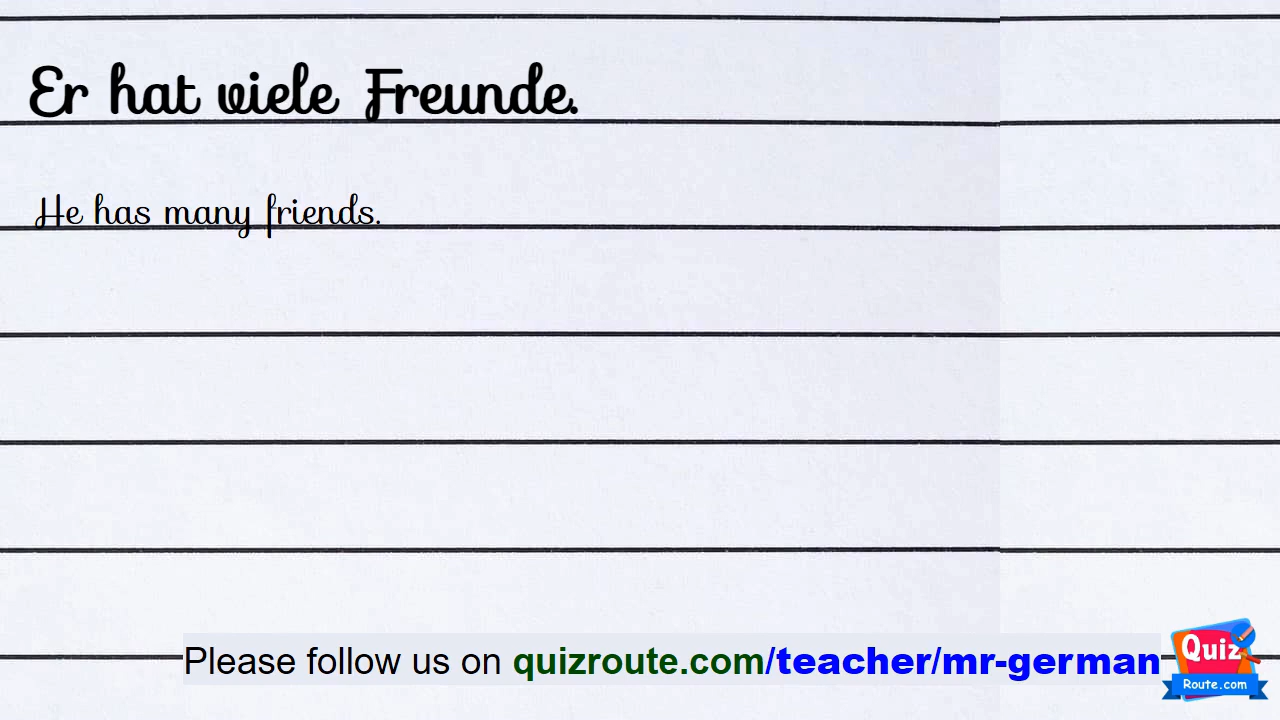 Er hat viele Freunde.
He has many friends.
Please follow us on quizroute.com/teacher/mr-german
Quiz
Route.com